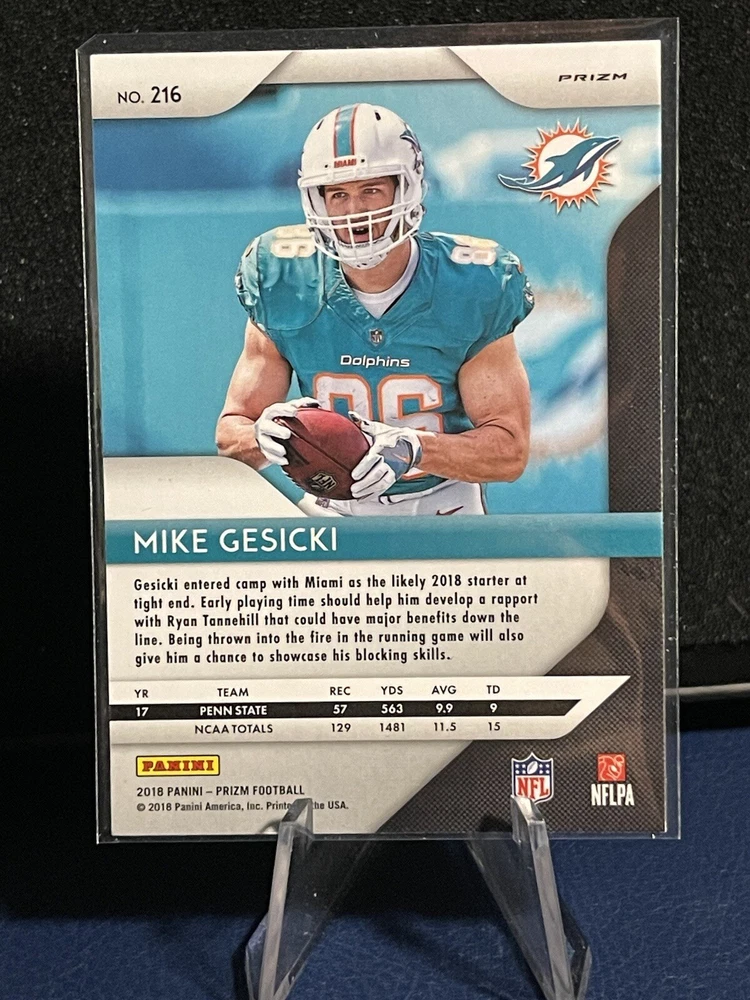 NO. 216
PRIZM
MIAMI
86
86
Dolphins
86
MIKE GESICKI
Gesicki entered camp with Miami as the likely 2018 starter at
tight end. Early playing time should help him develop a rapport
with Ryan Tannehill that could have major benefits down the
line. Being thrown into the fire in the running game will also
give him a chance to showcase his blocking skills.
YR TEAM REC YDS AVG TD
17 PENN STATE 57 563 9.9 9
NCAA TOTALS 129 1481 11.5 15
PANINI
2018 PANINI – PRIZM FOOTBALL
© 2018 Panini America, Inc. Printed the USA.
NFL
NFLPA